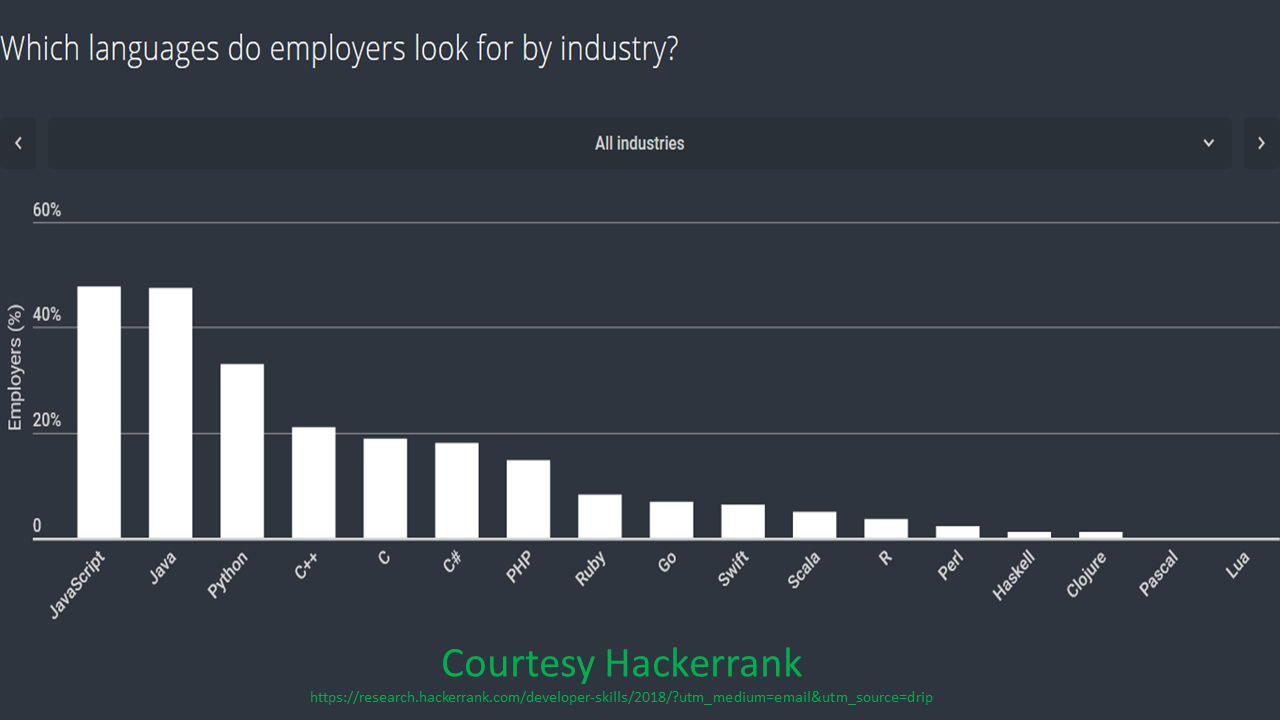 Which languages do employers look for by industry?
All industries
60%
40%
20%
0
Employers (%)
JavaScript
Java
Python
C++
C
C#
PHP
Ruby
Go
Swift
Scala
R
Perl
Haskell
Clojure
Pascal
Lua
Courtesy Hackerrank
https://research.hackerrank.com/developer-skills/2018/?utm_medium=email&utm_source=drip